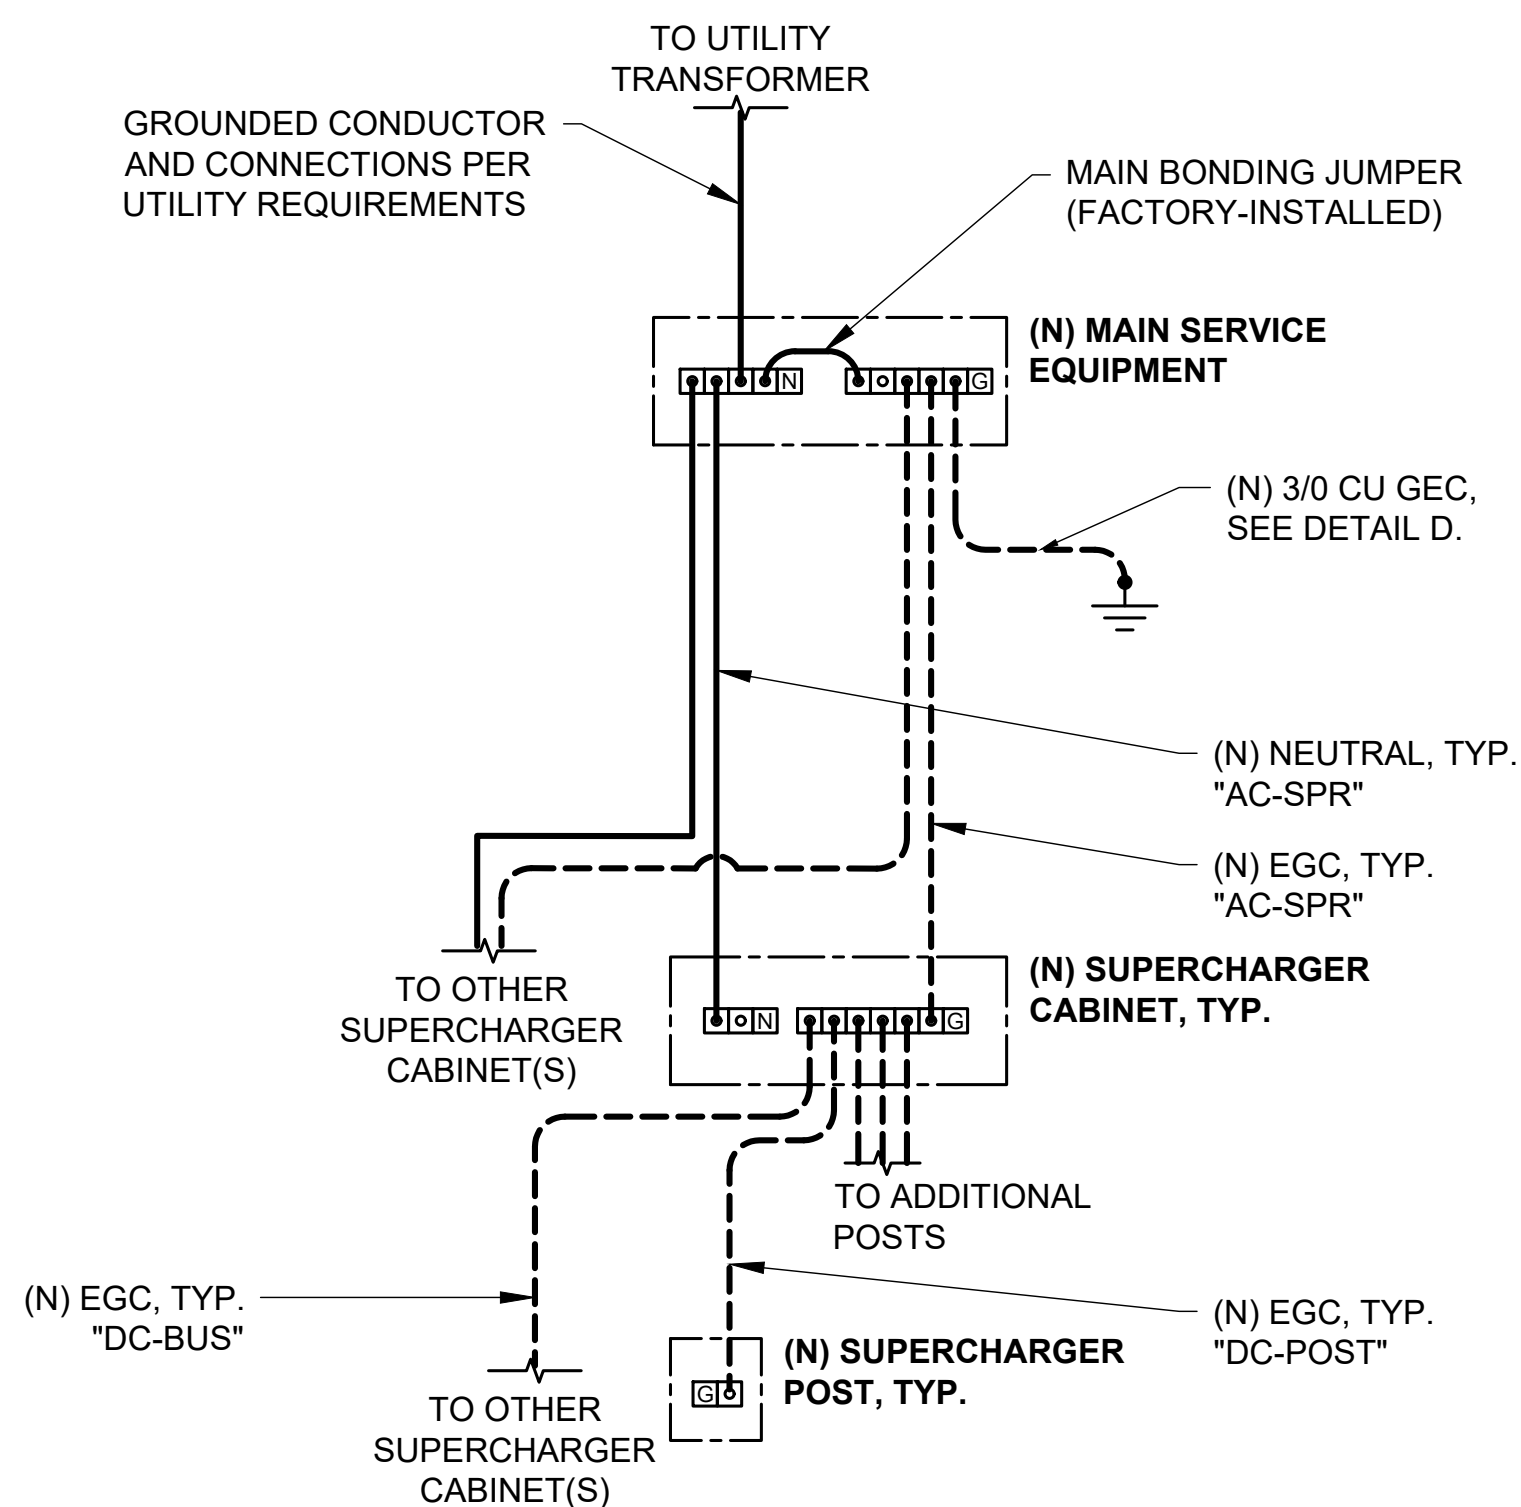 TO UTILITY
TRANSFORMER
GROUNDED CONDUCTOR
AND CONNECTIONS PER
UTILITY REQUIREMENTS
MAIN BONDING JUMPER
(FACTORY-INSTALLED)
(N) MAIN SERVICE
EQUIPMENT
N
G
(N) 3/0 CU GEC,
SEE DETAIL D.
(N) NEUTRAL, TYP.
"AC-SPR"
(N) EGC, TYP.
"AC-SPR"
TO OTHER
SUPERCHARGER
CABINET(S)
(N) SUPERCHARGER
CABINET, TYP.
N
G
TO ADDITIONAL
POSTS
(N) EGC, TYP.
"DC-BUS"
(N) EGC, TYP.
"DC-POST"
(N) SUPERCHARGER
POST, TYP.
G
TO OTHER
SUPERCHARGER
CABINET(S)